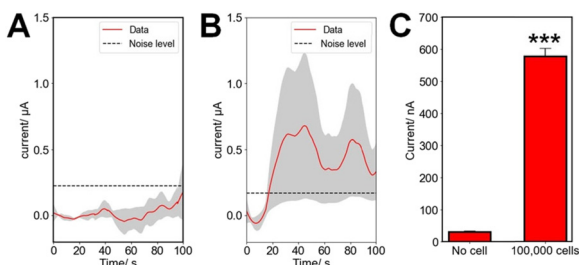 A
current/ μA
1.5
1.0
0.5
0.0
Data
Noise level
0 20 40 60 80 100
Time/ s
B
current/ μA
1.5
1.0
0.5
0.0
Data
Noise level
0 20 40 60 80 100
Time/ s
C
Current/ nA
700
600
500
400
300
200
100
0
***
No cell 100,000 cells